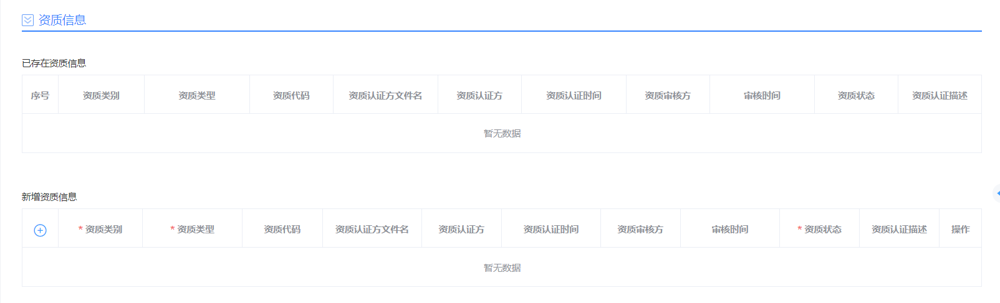 资质信息
已存在资质信息
序号 资质类别 资质类型 资质代码 资质认证方文件名 资质认证方 资质认证时间 资质审核方 审核时间 资质状态 资质认证描述
暂无数据
新增资质信息
* 资质类别 * 资质类型 资质代码 资质认证方文件名 资质认证方 资质认证时间 资质审核方 审核时间 * 资质状态 资质认证描述 操作
暂无数据